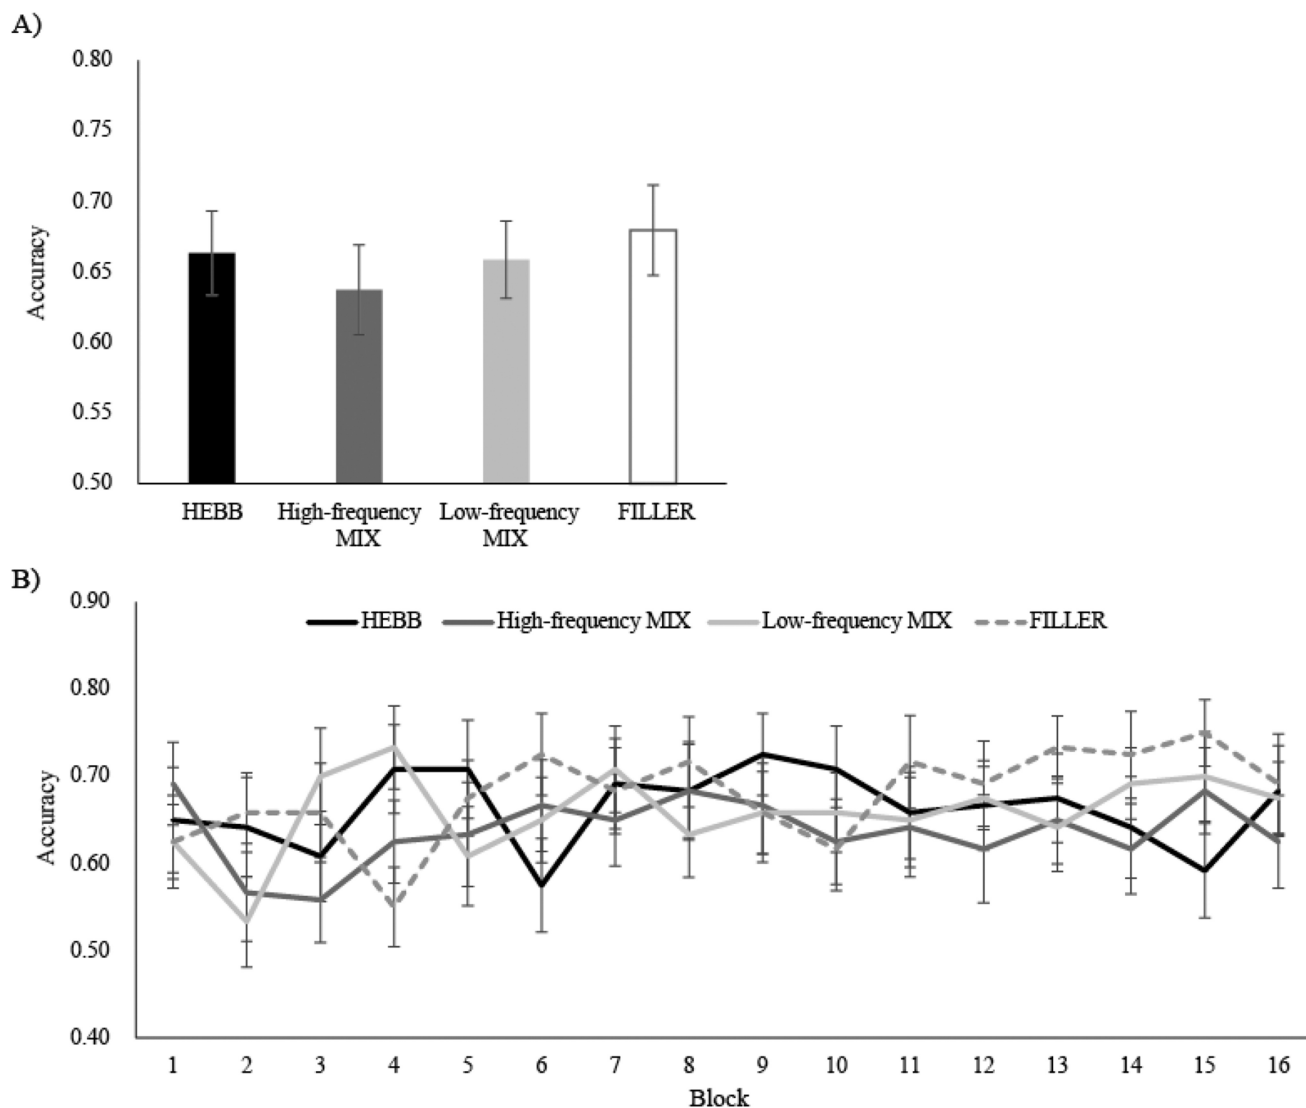 A)
0.80
0.75
0.70
0.65
0.60
0.55
0.50
Accuracy
HEBB High-frequency Low-frequency FILLER
MIX MIX
B)
0.90
HEBB High-frequency MIX Low-frequency MIX FILLER
0.80
0.70
0.60
0.50
0.40
Accuracy
1 2 3 4 5 6 7 8 9 10 11 12 13 14 15 16
Block